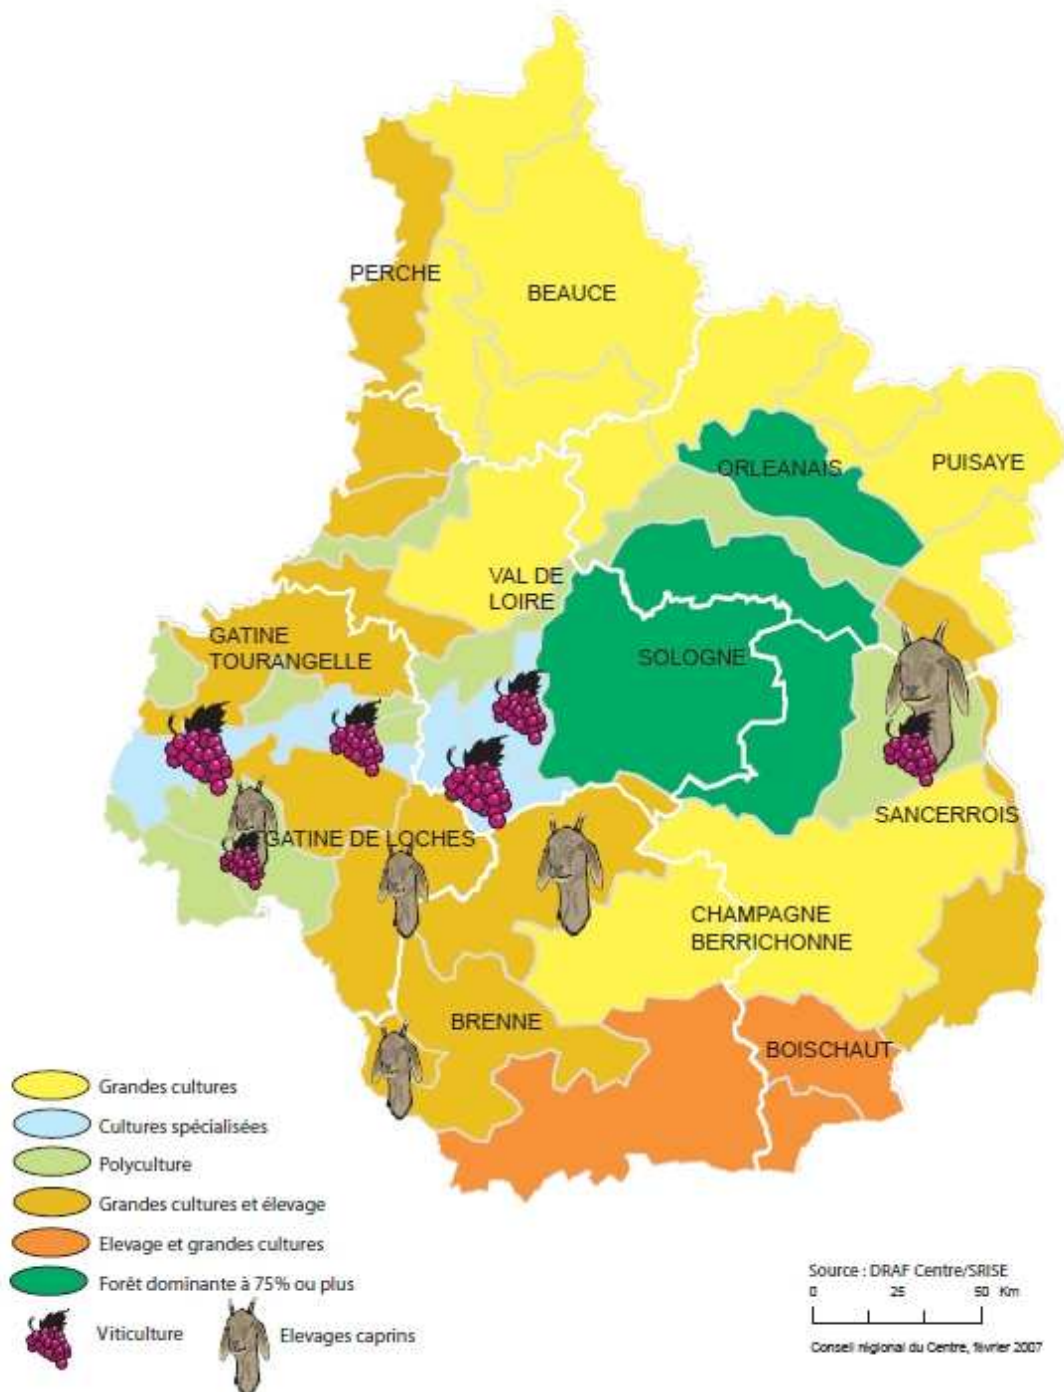 PERCHE
BEAUCE
ORLEANAIS
PUISAYE
VAL DE
LOIRE
GATINE
TOURANGELLE
SOLOGNE
SANCERROIS
GATINE DE LOCHES
CHAMPAGNE
BERRICHONNE
BRENNE
BOISCHAUT
Grandes cultures
Cultures spécialisées
Polyculture
Grandes cultures et élevage
Elevage et grandes cultures
Forêt dominante à 75% ou plus
Viticulture
Elevages caprins
Source : DRAF Centre/SRISE
0 25 50 Km
Conseil régional du Centre, février 2007